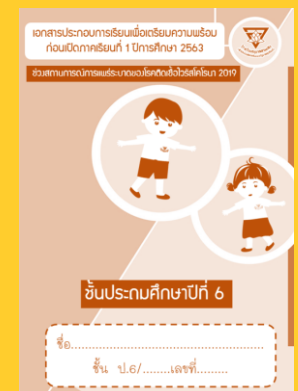 เอกสารประกอบการเรียนเพื่อเตรียมความพร้อม
ก่อนเปิดภาคเรียนที่ 1 ปีการศึกษา 2563
ช่วงสถานการณ์การแพร่ระบาดของโรคติดเชื้อไวรัสโคโรนา 2019
ชั้นประถมศึกษาปีที่ 6
ชื่อ..........................................................
ชั้น ป.6/........เลขที่.........